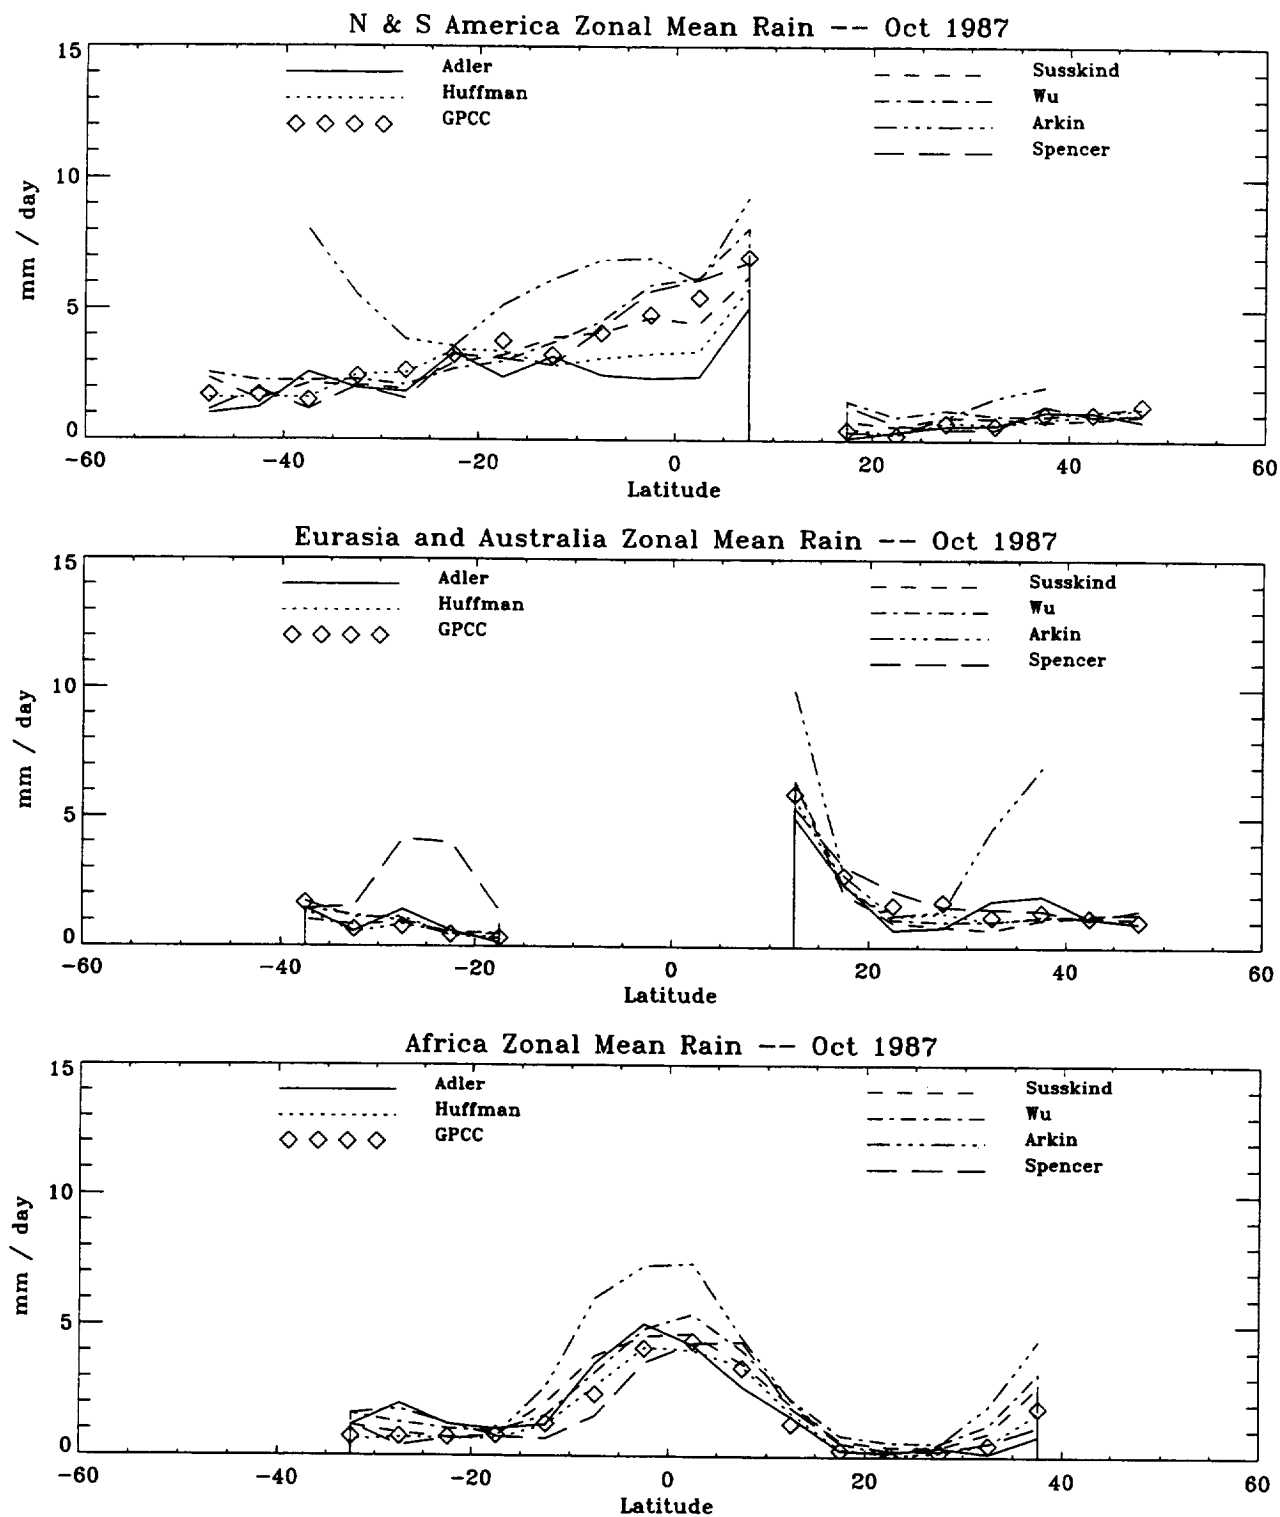 N & S America Zonal Mean Rain -- Oct 1987
15
Adler
Susskind
Huffman
Wu
GPCC
Arkin
Spencer
10
mm / day
5
0
-60
-40
-20
0
20
40
60
Latitude
Eurasia and Australia Zonal Mean Rain -- Oct 1987
15
Adler
Susskind
Huffman
Wu
GPCC
Arkin
Spencer
10
mm / day
5
0
-60
-40
-20
0
20
40
60
Latitude
Africa Zonal Mean Rain -- Oct 1987
15
Adler
Susskind
Huffman
Wu
GPCC
Arkin
Spencer
10
mm / day
5
0
-60
-40
-20
0
20
40
60
Latitude